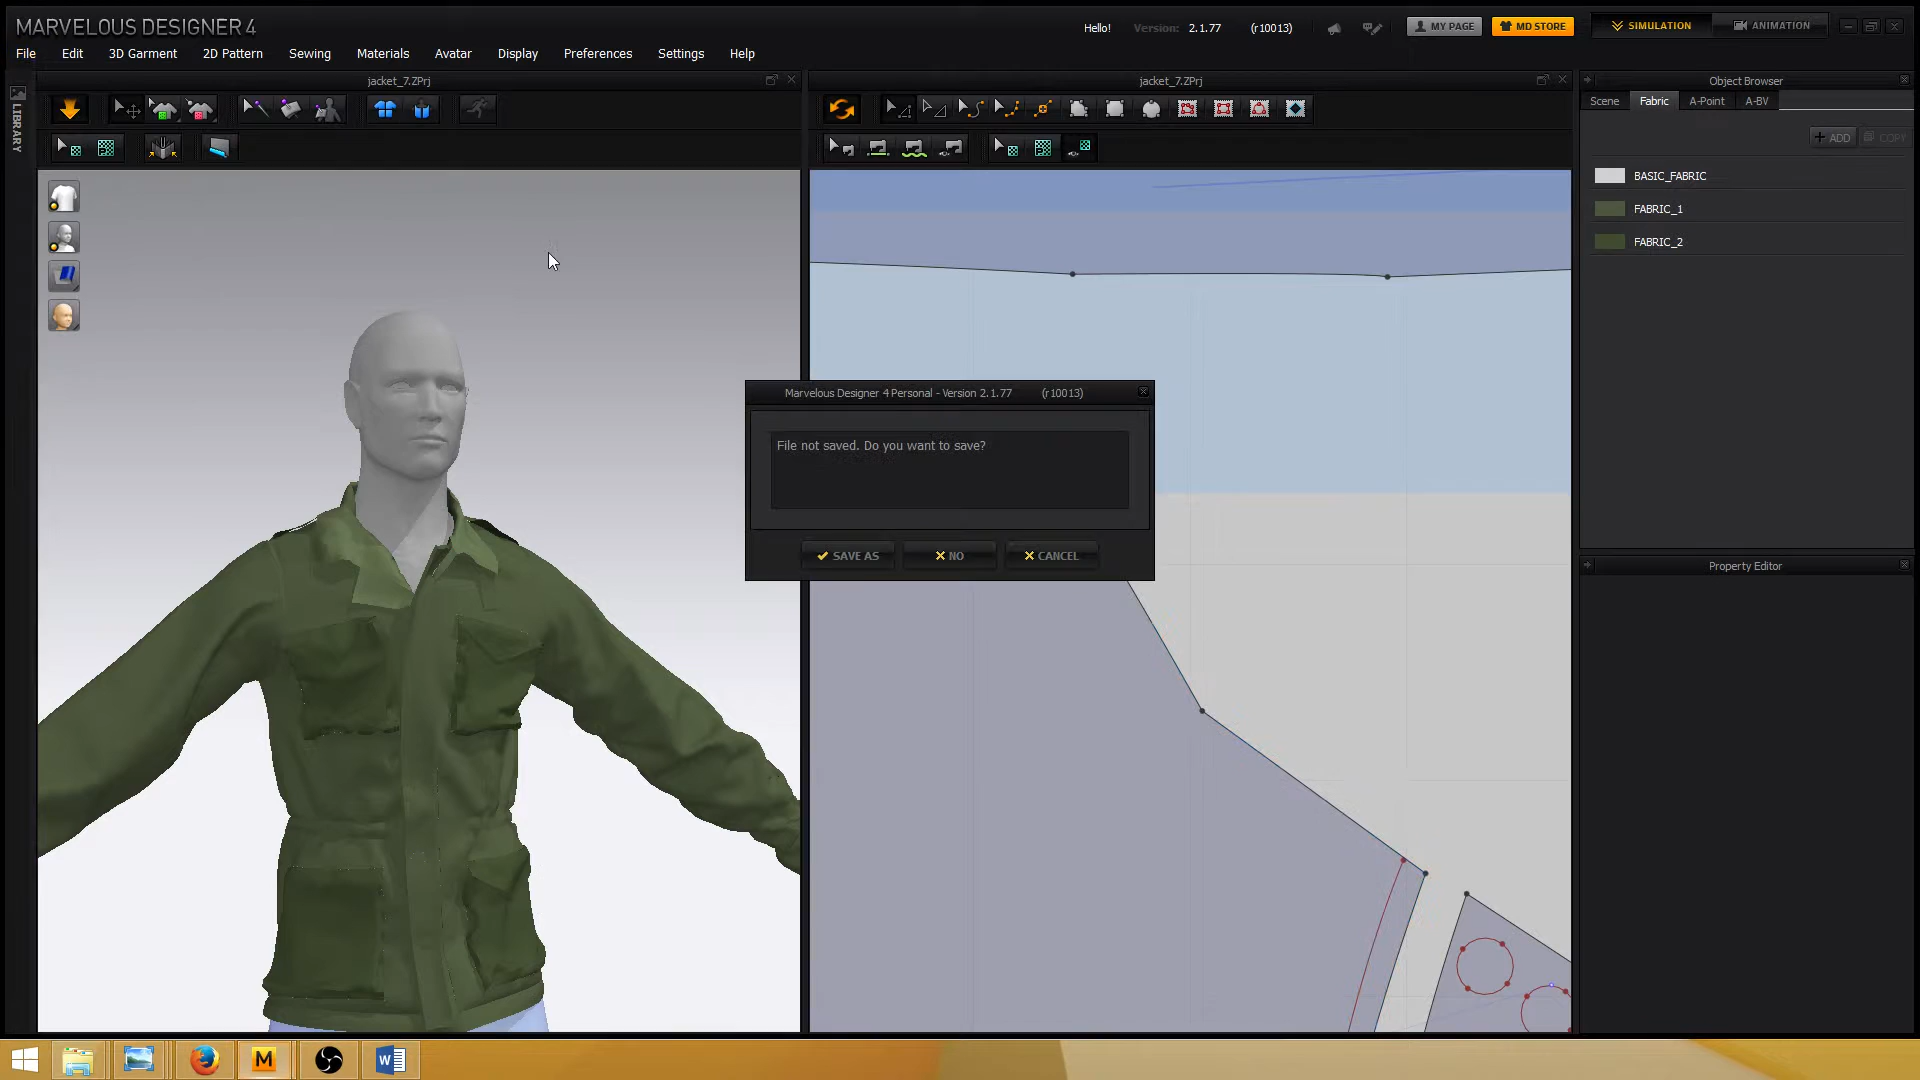 MARVELOUS DESIGNER 4
Hello! Version: 2.1.77 (r10013) MY PAGE MD STORE SIMULATION ANIMATION
File Edit 3D Garment 2D Pattern Sewing Materials Avatar Display Preferences Settings Help
jacket_7.ZPrj
jacket_7.ZPrj
Object Browser
Scene Fabric A-Point A-BV
+ ADD COPY
BASIC_FABRIC
FABRIC_1
FABRIC_2
LIBRARY
Marvelous Designer 4 Personal - Version 2.1.77 (r10013)
File not saved. Do you want to save?
SAVE AS NO CANCEL
Property Editor
M W